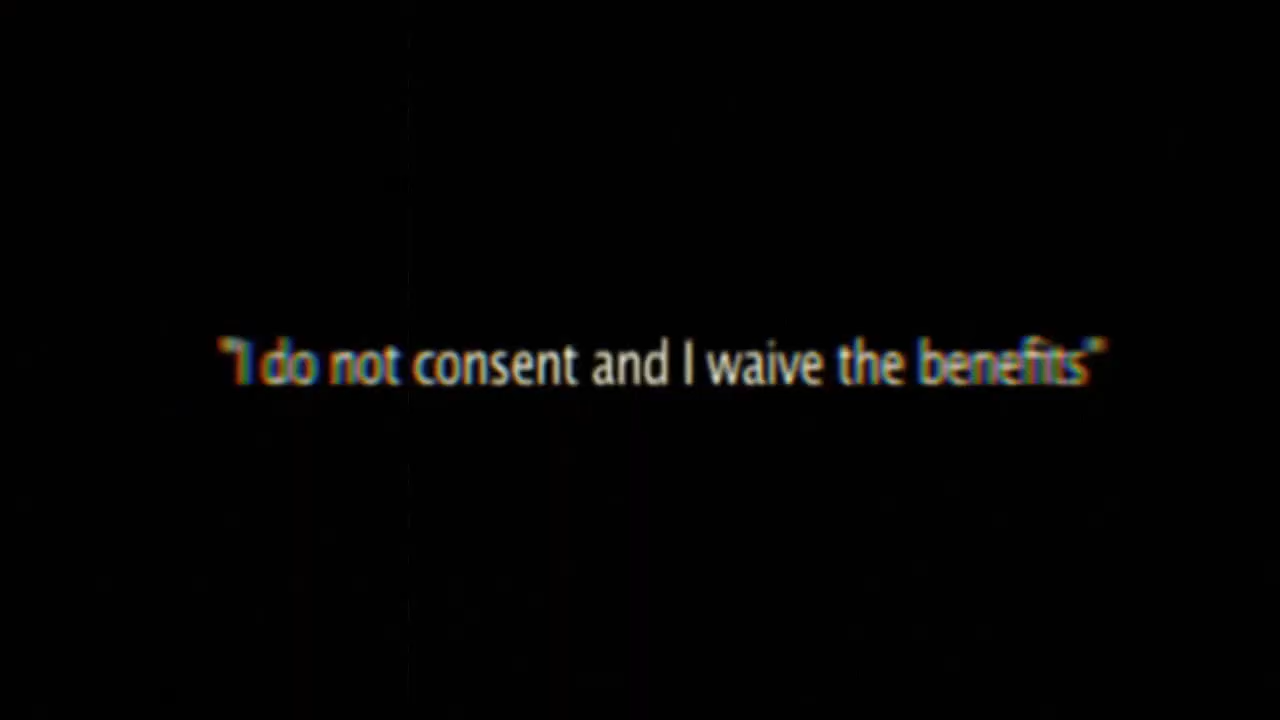 "I do not consent and I waive the benefits"